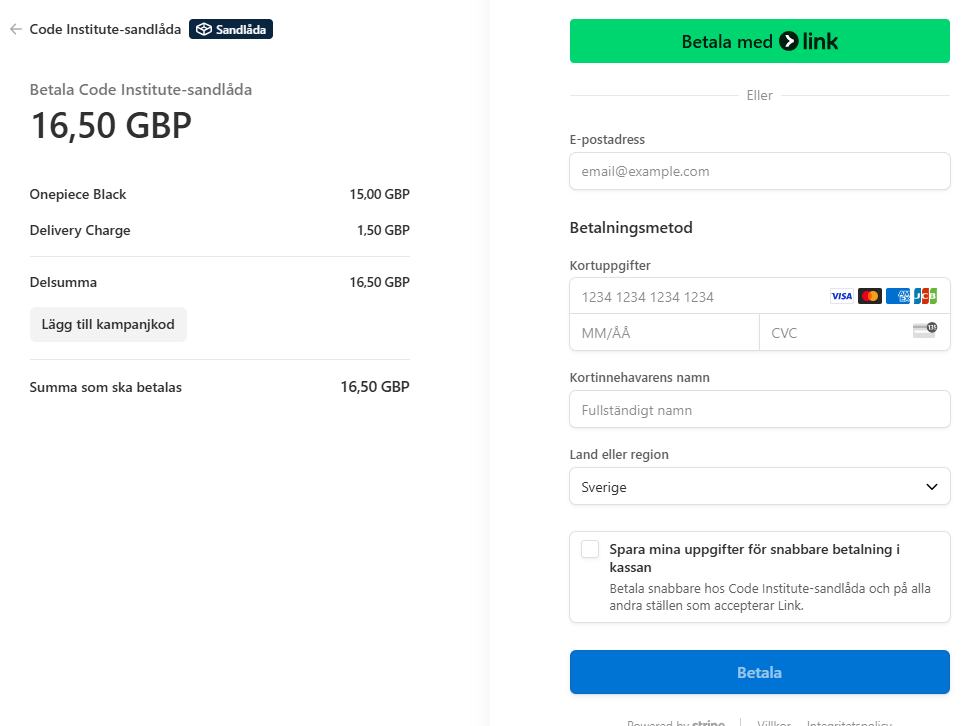 Code Institute-sandlåda Sandlåda
Betala Code Institute-sandlåda
16,50 GBP
Onepiece Black 15,00 GBP
Delivery Charge 1,50 GBP
Delsumma 16,50 GBP
Lägg till kampanjkod
Summa som ska betalas 16,50 GBP
Betala med link
Eller
E-postadress
email@example.com
Betalningsmetod
Kortuppgifter
1234 1234 1234 1234 VISA AMEX JCB
MM/ÅÅ CVC 135
Kortinnehavarens namn
Fullständigt namn
Land eller region
Sverige
Spara mina uppgifter för snabbare betalning i
kassan
Betala snabbare hos Code Institute-sandlåda och på alla
andra ställen som accepterar Link.
Betala
Powered by stripe Villkor Integritetspolicy